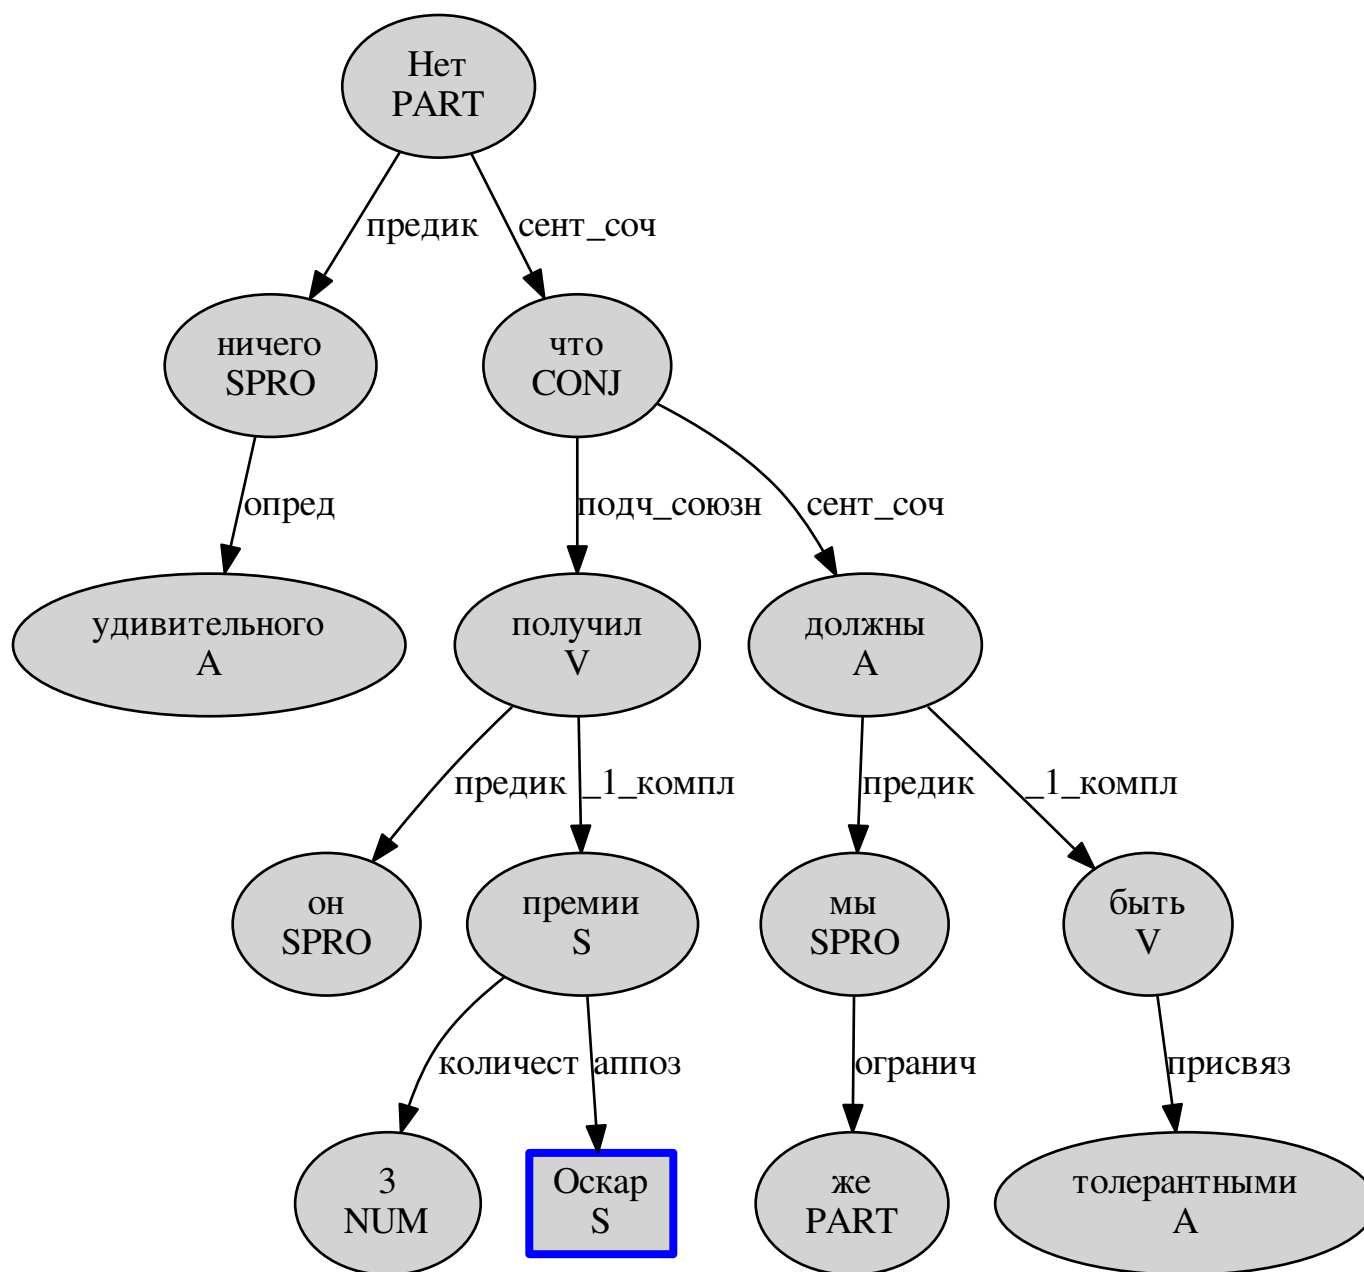 Нет
PART
предик
сент_соч
ничего
SPRO
что
CONJ
опред
подч_союзн
сент_соч
удивительного
A
получил
V
должны
A
предик
_1_компл
предик
_1_компл
он
SPRO
премии
S
мы
SPRO
быть
V
количест
аппоз
огранич
присвяз
3
NUM
Оскар
S
же
PART
толерантными
A